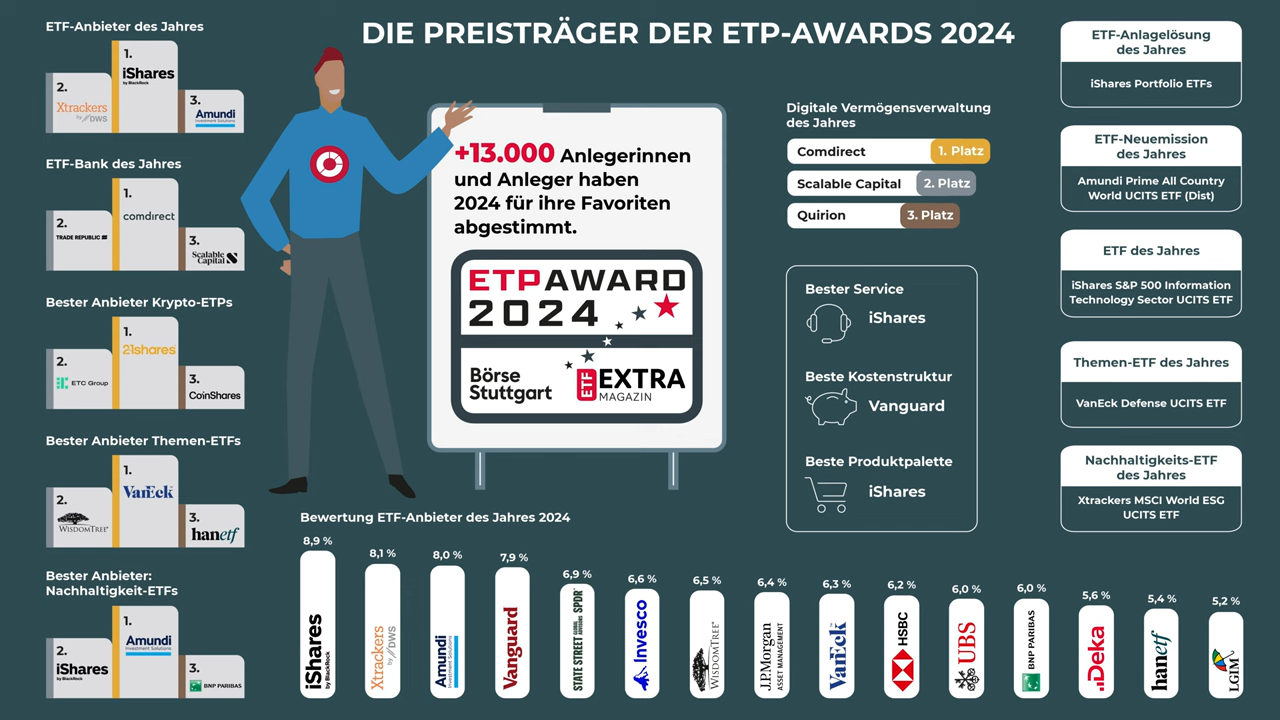 DIE PREISTRÄGER DER ETP-AWARDS 2024
ETF-Anbieter des Jahres
1.
iShares
by BlackRock
2.
Xtrackers
by DWS
3.
Amundi
Investment Solutions
ETF-Bank des Jahres
1.
comdirect
2.
TRADE REPUBLIC
3.
Scalable
Capital
Bester Anbieter Krypto-ETPs
1.
21shares
2.
ETC Group
3.
CoinShares
Bester Anbieter Themen-ETFs
1.
VanEck
2.
WISDOMTREE
3.
hanetf
Bester Anbieter:
Nachhaltigkeit-ETFs
1.
Amundi
Investment Solutions
2.
iShares
by BlackRock
3.
BNP PARIBAS
+13.000 Anlegerinnen
und Anleger haben
2024 für ihre Favoriten
abgestimmt.
ETP AWARD
2024
Börse
Stuttgart
ETF EXTRA
MAGAZIN
Digitale Vermögensverwaltung
des Jahres
Comdirect 1. Platz
Scalable Capital 2. Platz
Quirion 3. Platz
Bester Service
iShares
Beste Kostenstruktur
Vanguard
Beste Produktpalette
iShares
ETF-Anlagelösung
des Jahres
iShares Portfolio ETFs
ETF-Neuemission
des Jahres
Amundi Prime All Country
World UCITS ETF (Dist)
ETF des Jahres
iShares S&P 500 Information
Technology Sector UCITS ETF
Themen-ETF des Jahres
VanEck Defense UCITS ETF
Nachhaltigkeits-ETF
des Jahres
Xtrackers MSCI World ESG
UCITS ETF
Bewertung ETF-Anbieter des Jahres 2024
8,9 %
iShares
by BlackRock
8,1 %
Xtrackers
by DWS
8,0 %
Amundi
Investment Solutions
7,9 %
Vanguard
6,9 %
STATE STREET GLOBAL ADVISORS SPDR
6,6 %
Invesco
6,5 %
WISDOMTREE
6,4 %
J.P.Morgan
ASSET MANAGEMENT
6,3 %
VanEck
6,2 %
HSBC
6,0 %
UBS
6,0 %
BNP PARIBAS
5,6 %
Deka
5,4 %
hanetf
5,2 %
LGIM